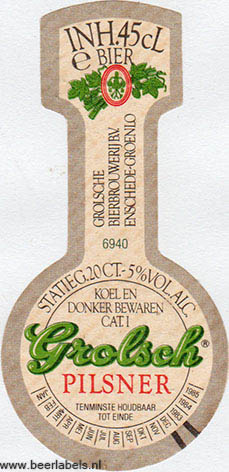 INH.45cL
e BIER
GROLSCHE
BIERBROUWERIJ B.V.
ENSCHEDE-GROENLO
6940
STATIEG.20 CT.- 5% VOL. ALC.
KOEL EN
DONKER BEWAREN
CAT. I
Grolsch®
PILSNER
TENMINSTE HOUDBAAR
TOT EINDE
JAN FEB MRT APR MEI JUN JUL AUG SEP OKT NOV DEC 1983 1984 1985
www.beerlabels.nl